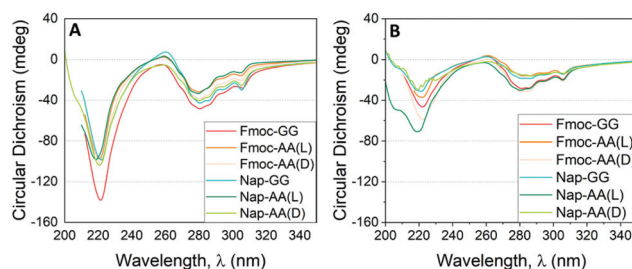 A
Circular Dichroism (mdeg)
40
0
-40
-80
-120
-160
Fmoc-GG
Fmoc-AA(L)
Fmoc-AA(D)
Nap-GG
Nap-AA(L)
Nap-AA(D)
200 220 240 260 280 300 320 340
Wavelength, λ (nm)
B
Circular Dichroism (mdeg)
40
0
-40
-80
-120
-160
Fmoc-GG
Fmoc-AA(L)
Fmoc-AA(D)
Nap-GG
Nap-AA(L)
Nap-AA(D)
200 220 240 260 280 300 320 340
Wavelength, λ (nm)